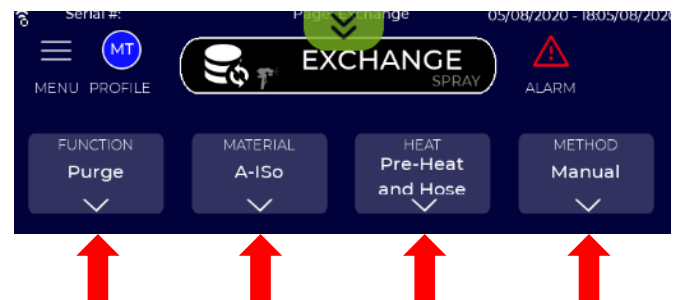 Serial #: Page: Exchange 05/08/2020 - 18:05/08/202
MT
EXCHANGE
SPRAY
MENU PROFILE ALARM
FUNCTION MATERIAL HEAT METHOD
Purge A-ISo Pre-Heat and Hose Manual